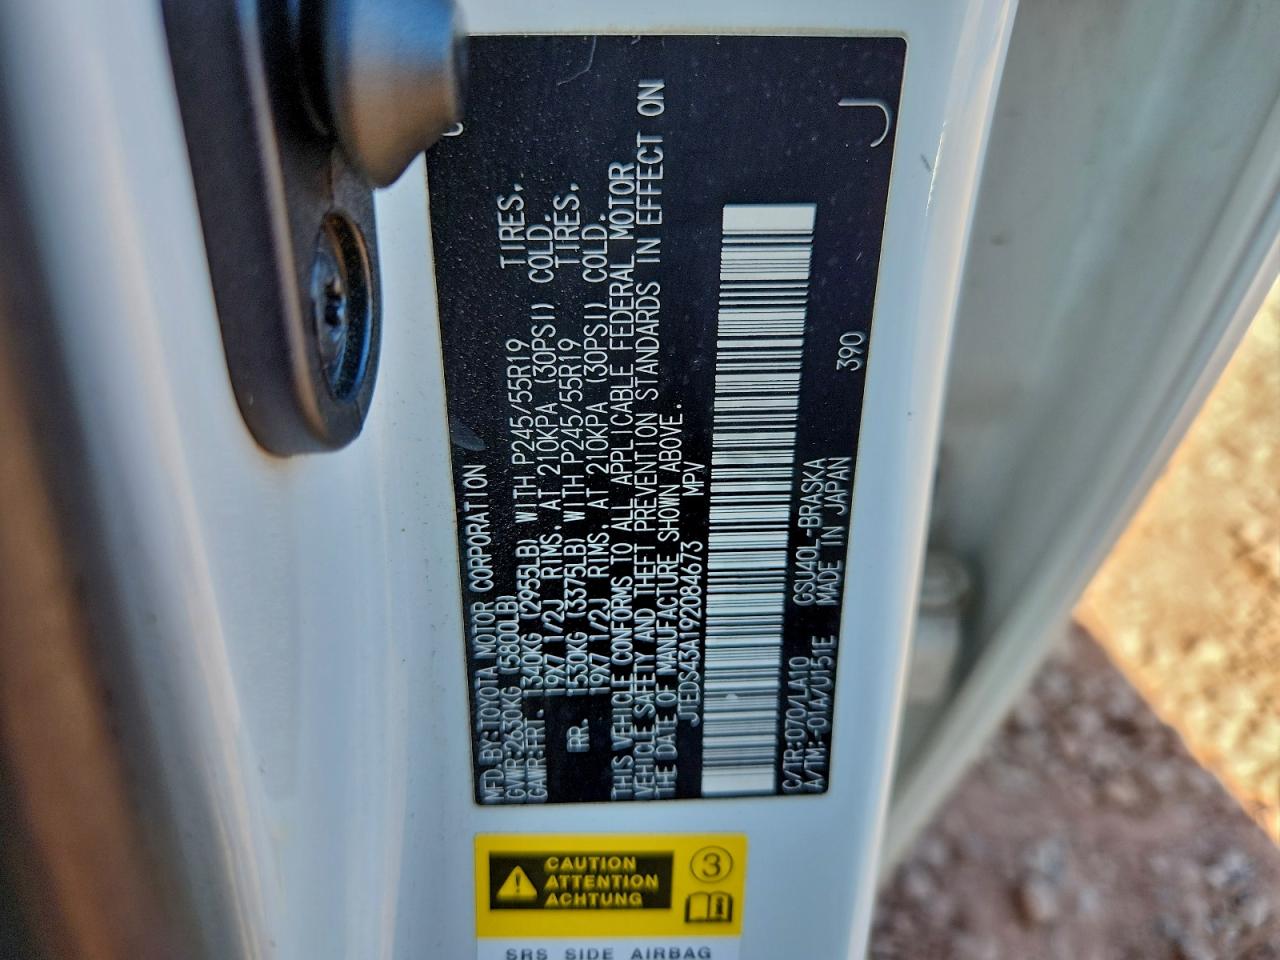 MFD. BY: TOYOTA MOTOR CORPORATION
GVWR: 2630KG (5800LB)
GAWR: FRT. 1340KG (2955LB) WITH P245/55R19 TIRES.
19X7 1/2J RIMS, AT 210KPA (30PSI) COLD.
RR. 1530KG (3375LB) WITH P245/55R19 TIRES.
19X7 1/2J RIMS, AT 210KPA (30PSI) COLD.
THIS VEHICLE CONFORMS TO ALL APPLICABLE FEDERAL MOTOR
VEHICLE SAFETY AND THEFT PREVENTION STANDARDS IN EFFECT ON
THE DATE OF MANUFACTURE SHOWN ABOVE.
JTEDS43A192084673 MPV
C/TR: 070/LA10 GSU40L-BRASKA 390
A/TM: -01A/U151E MADE IN JAPAN
J
CAUTION
ATTENTION
ACHTUNG
3
SRS SIDE AIRBAG